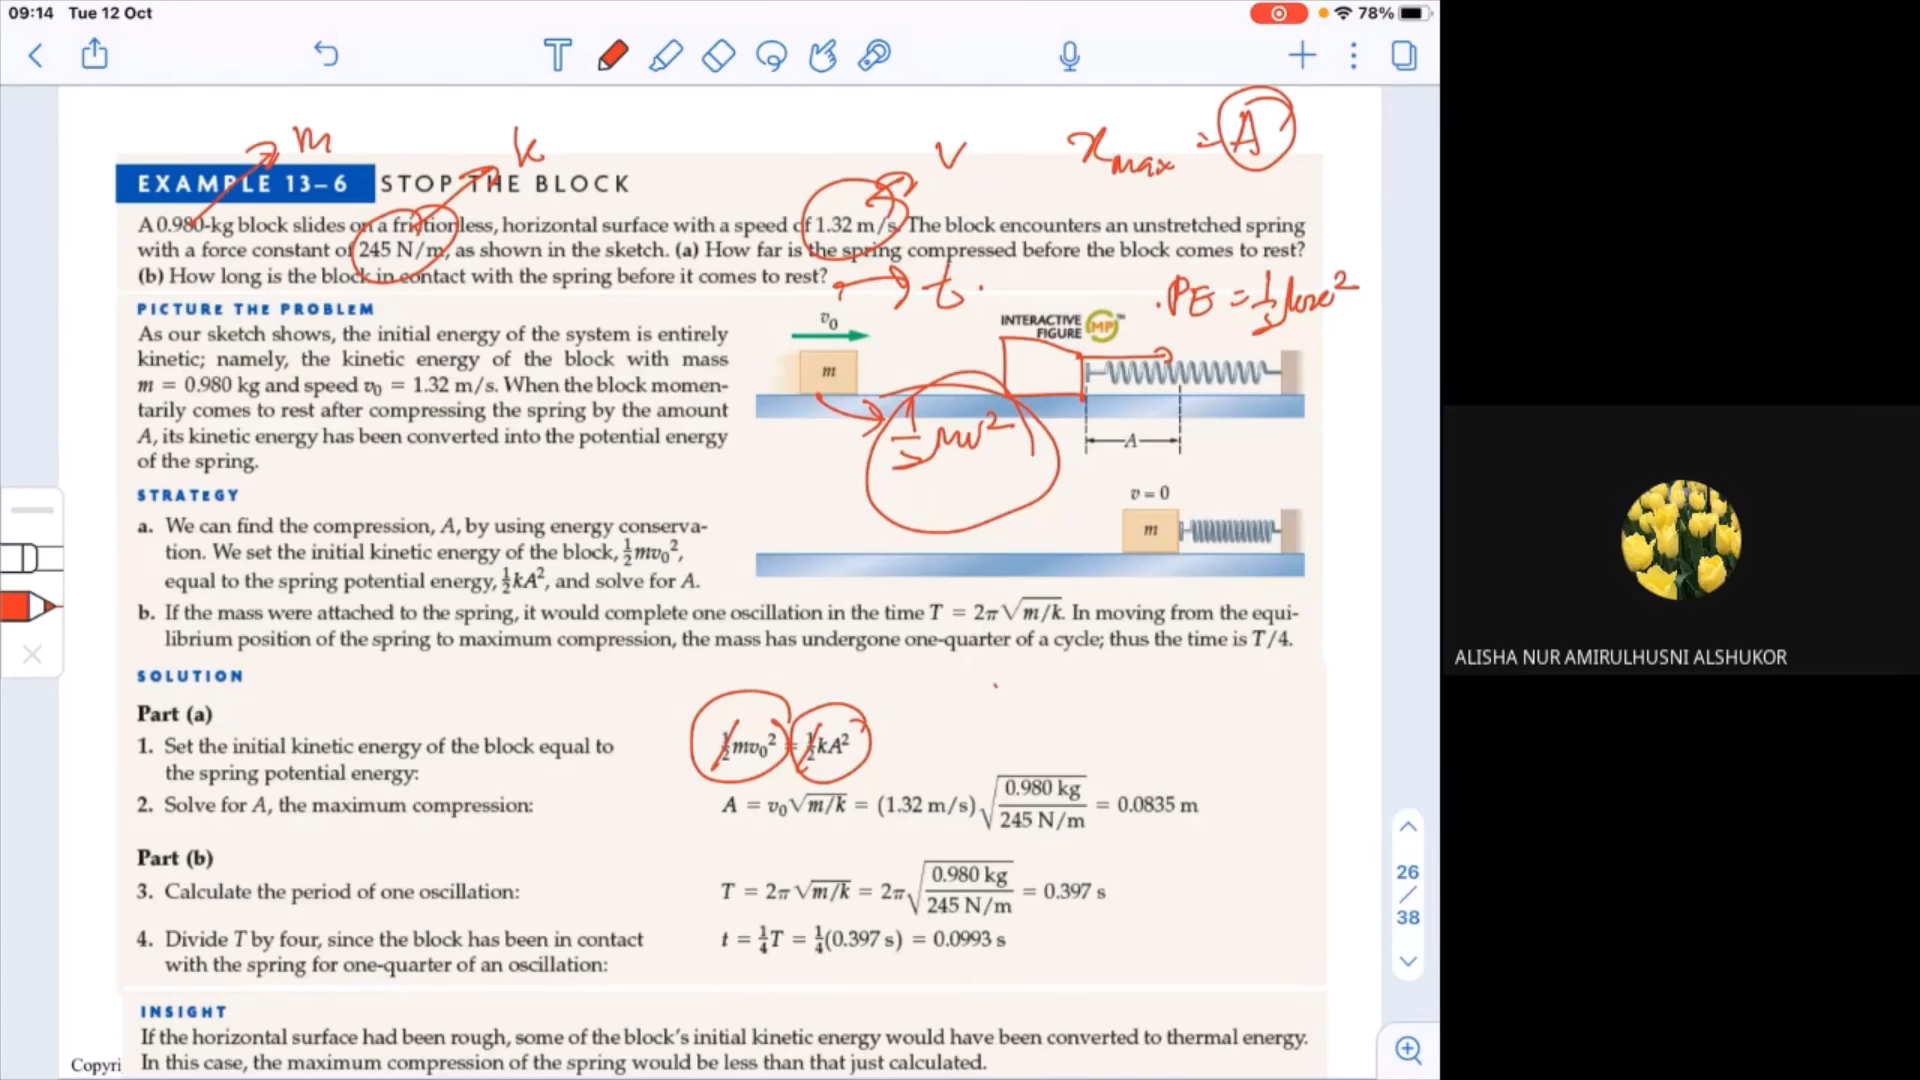 09:14 Tue 12 Oct
78%
m
k
v
x max = A
EXAMPLE 13–6 STOP THE BLOCK
A 0.980-kg block slides on a frictionless, horizontal surface with a speed of 1.32 m/s. The block encounters an unstretched spring
with a force constant of 245 N/m, as shown in the sketch. (a) How far is the spring compressed before the block comes to rest?
(b) How long is the block in contact with the spring before it comes to rest?
t.
PE = ½kx²
PICTURE THE PROBLEM
As our sketch shows, the initial energy of the system is entirely
kinetic; namely, the kinetic energy of the block with mass
m = 0.980 kg and speed v₀ = 1.32 m/s. When the block momen-
tarily comes to rest after compressing the spring by the amount
A, its kinetic energy has been converted into the potential energy
of the spring.
v₀
INTERACTIVE
FIGURE MP™
m
½mv²
A
v = 0
m
STRATEGY
a. We can find the compression, A, by using energy conserva-
tion. We set the initial kinetic energy of the block, ½mv₀²,
equal to the spring potential energy, ½kA², and solve for A.
b. If the mass were attached to the spring, it would complete one oscillation in the time T = 2π√m/k. In moving from the equi-
librium position of the spring to maximum compression, the mass has undergone one-quarter of a cycle; thus the time is T/4.
SOLUTION
Part (a)
1. Set the initial kinetic energy of the block equal to
the spring potential energy:
½mv₀² = ½kA²
2. Solve for A, the maximum compression:
A = v₀√m/k = (1.32 m/s)√(0.980 kg/245 N/m) = 0.0835 m
Part (b)
3. Calculate the period of one oscillation:
T = 2π√m/k = 2π√(0.980 kg/245 N/m) = 0.397 s
4. Divide T by four, since the block has been in contact
with the spring for one-quarter of an oscillation:
t = ¼T = ¼(0.397 s) = 0.0993 s
INSIGHT
If the horizontal surface had been rough, some of the block's initial kinetic energy would have been converted to thermal energy.
In this case, the maximum compression of the spring would be less than that just calculated.
Copyri
26
/
38
ALISHA NUR AMIRULHUSNI ALSHUKOR